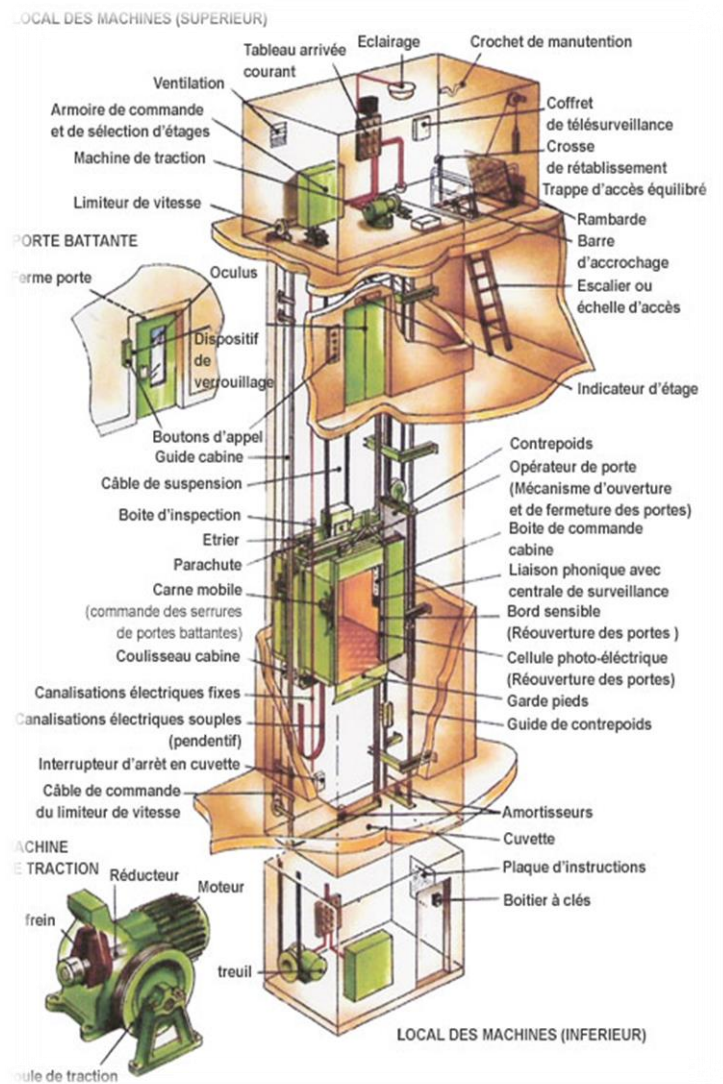 LOCAL DES MACHINES (SUPERIEUR)
Tableau arrivée
courant
Eclairage
Crochet de manutention
Ventilation
Armoire de commande
et de sélection d'étages
Machine de traction
Limiteur de vitesse
Coffret
de télésurveillance
Crosse
de rétablissement
Trappe d'accès équilibré
Rambarde
Barre
d'accrochage
Escalier ou
échelle d'accès
PORTE BATTANTE
Ferme porte
Oculus
Dispositif
de
verrouillage
Boutons d'appel
Indicateur d'étage
Guide cabine
Câble de suspension
Boite d'inspection
Etrier
Parachute
Carne mobile
(commande des serrures
de portes battantes)
Coulisseau cabine
Canalisations électriques fixes
Canalisations électriques souples
(pendentif)
Interrupteur d'arrèt en cuvette
Câble de commande
du limiteur de vitesse
Contrepoids
Opérateur de porte
(Mécanisme d'ouverture
et de fermeture des portes)
Boite de commande
cabine
Liaison phonique avec
centrale de surveillance
Bord sensible
(Réouverture des portes )
Cellule photo-éléctrique
(Réouverture des portes)
Garde pieds
Guide de contrepoids
Amortisseurs
Cuvette
Plaque d'instructions
Boitier à clés
ACHINE
E TRACTION
Réducteur
Moteur
frein
oule de traction
treuil
LOCAL DES MACHINES (INFERIEUR)